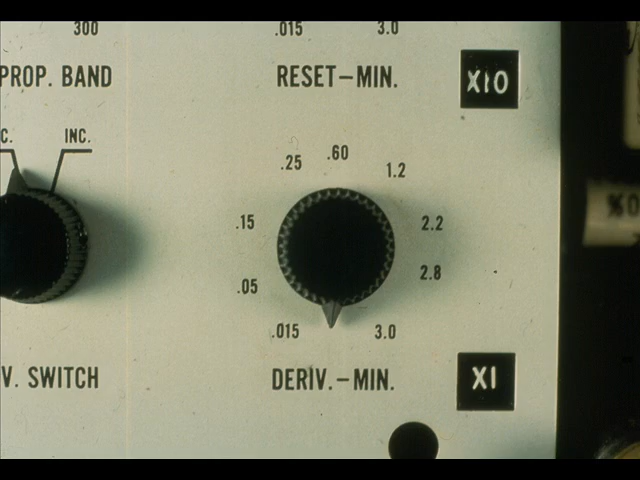 300
.015 3.0
PROP. BAND
RESET-MIN.
X10
C. INC.
.25 .60 1.2
.15 2.2
.05 2.8
.015 3.0
V. SWITCH
DERIV.-MIN.
X1